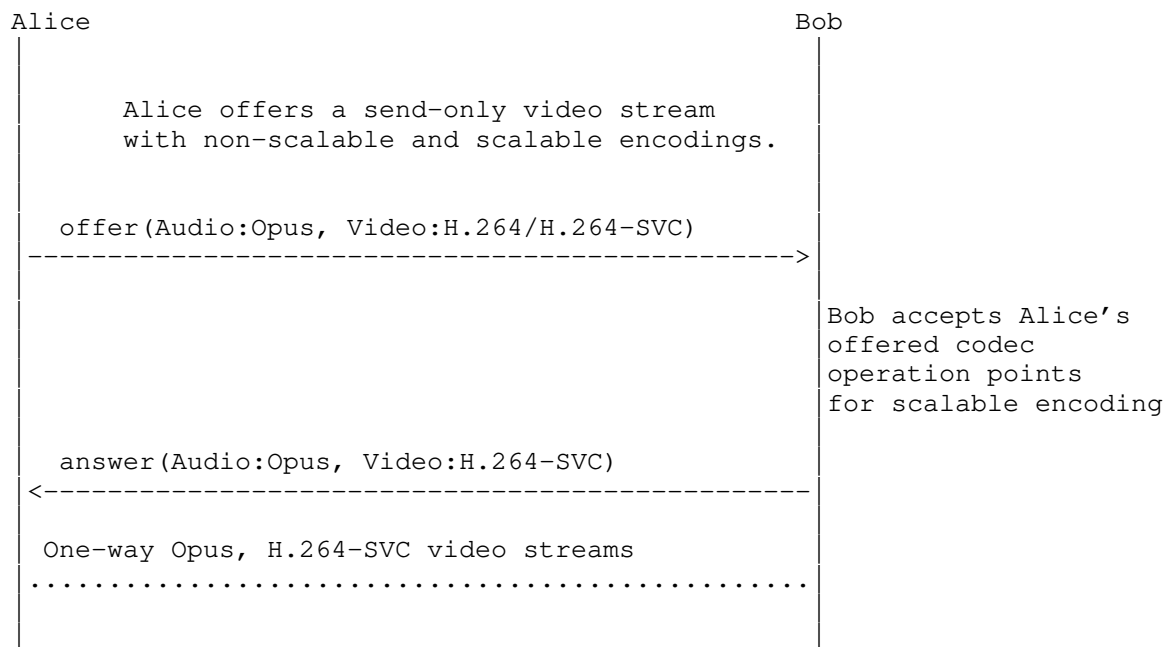 Alice Bob
Alice offers a send-only video stream
with non-scalable and scalable encodings.
offer(Audio:Opus, Video:H.264/H.264-SVC)
Bob accepts Alice's
offered codec
operation points
for scalable encoding
answer(Audio:Opus, Video:H.264-SVC)
One-way Opus, H.264-SVC video streams